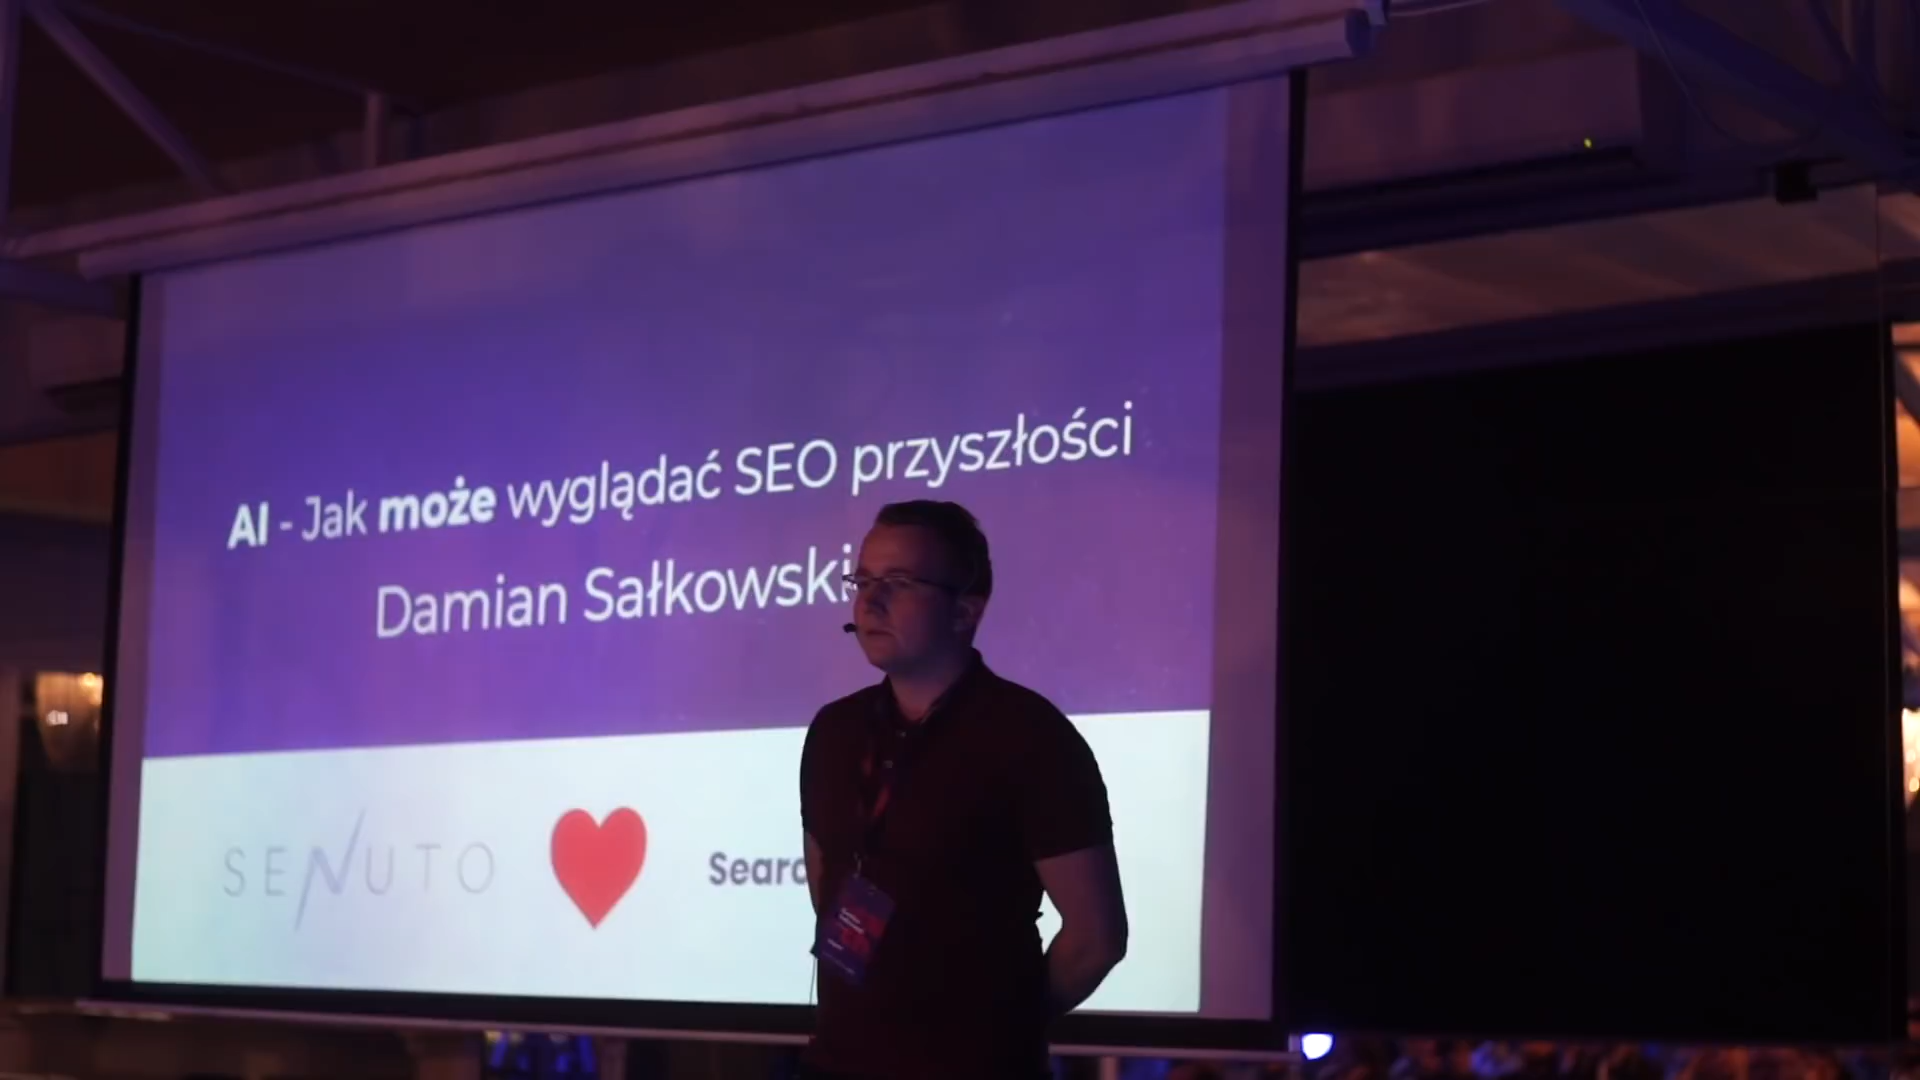 AI - Jak może wyglądać SEO przyszłości
Damian Sałkowski
SENUTO
Searc